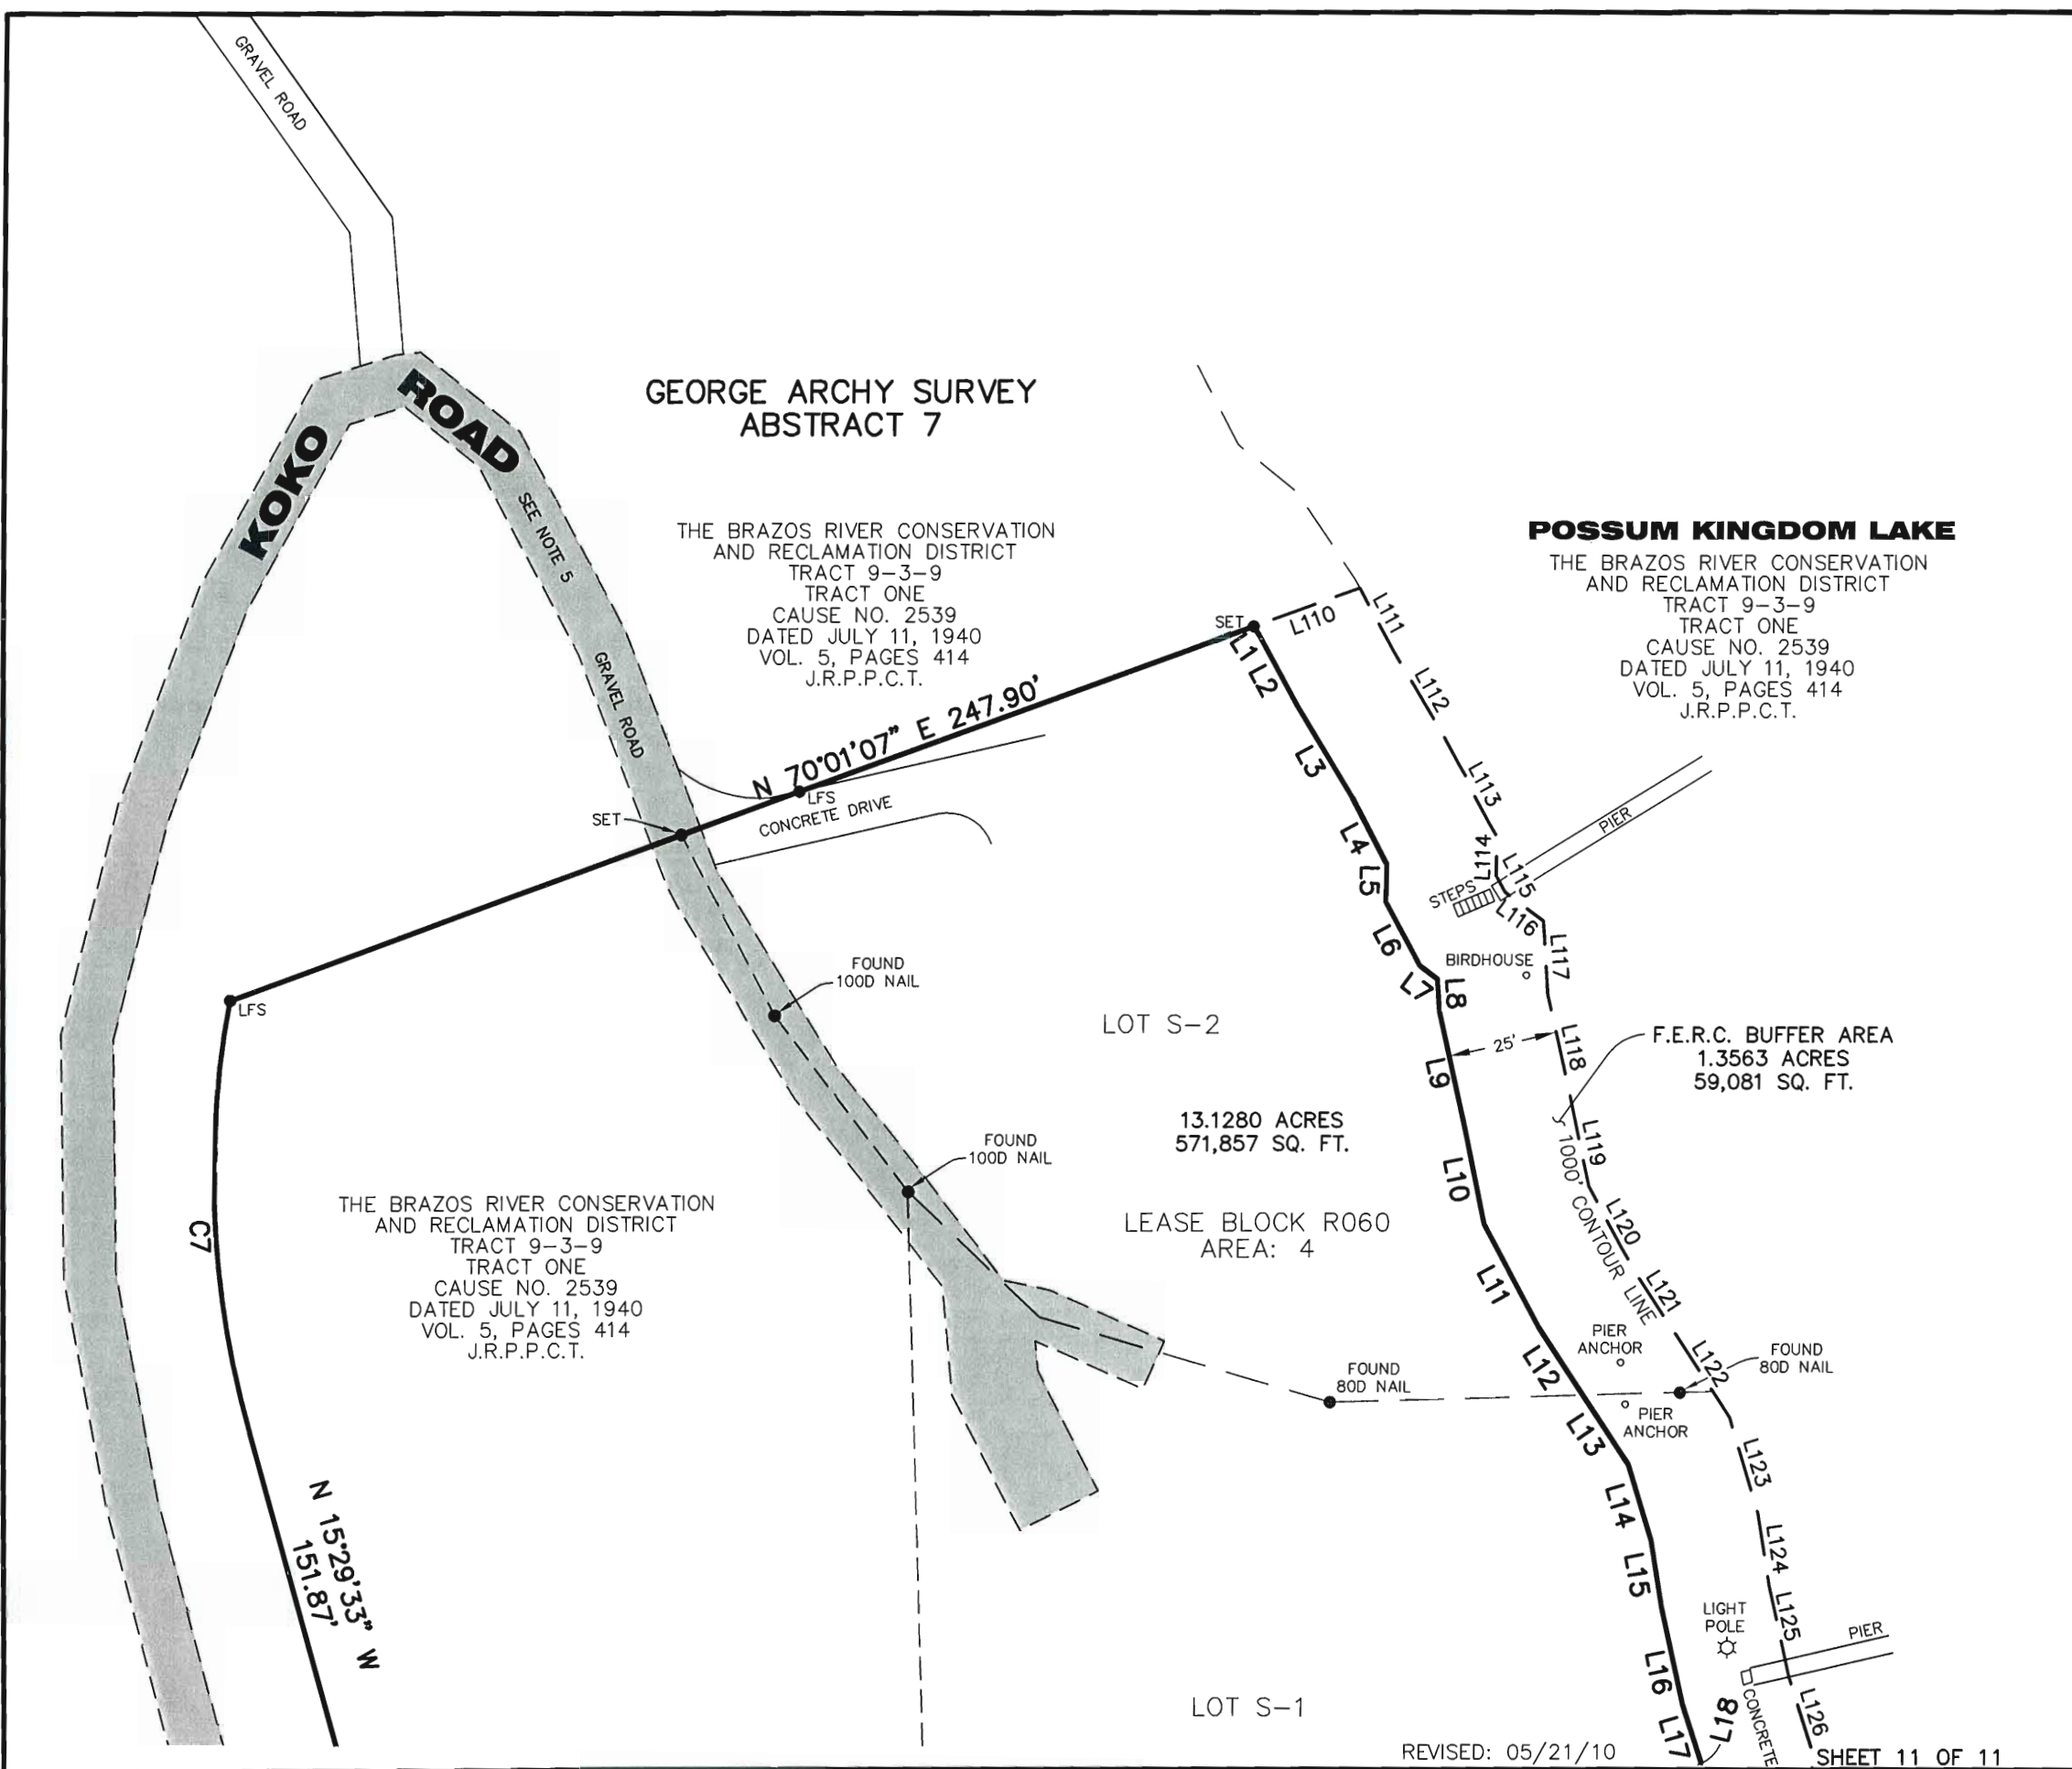 GRAVEL ROAD
KOKO
ROAD
SEE NOTE 5
GRAVEL ROAD
GEORGE ARCHY SURVEY
ABSTRACT 7
THE BRAZOS RIVER CONSERVATION
AND RECLAMATION DISTRICT
TRACT 9-3-9
TRACT ONE
CAUSE NO. 2539
DATED JULY 11, 1940
VOL. 5, PAGES 414
J.R.P.P.C.T.
POSSUM KINGDOM LAKE
THE BRAZOS RIVER CONSERVATION
AND RECLAMATION DISTRICT
TRACT 9-3-9
TRACT ONE
CAUSE NO. 2539
DATED JULY 11, 1940
VOL. 5, PAGES 414
J.R.P.P.C.T.
N 70°01'07" E 247.90'
SET
SET
LFS
CONCRETE DRIVE
LFS
L1
L2
L3
L4
L5
L6
L7
L8
L9
L10
L11
L12
L13
L14
L15
L16
L17
L18
L110
L111
L112
L113
L114
L115
L116
L117
L118
L119
L120
L121
L122
L123
L124
L125
L126
PIER
STEPS
BIRDHOUSE
25'
F.E.R.C. BUFFER AREA
1.3563 ACRES
59,081 SQ. FT.
1000' CONTOUR LINE
FOUND
100D NAIL
FOUND
100D NAIL
LOT S-2
13.1280 ACRES
571,857 SQ. FT.
LEASE BLOCK R060
AREA: 4
THE BRAZOS RIVER CONSERVATION
AND RECLAMATION DISTRICT
TRACT 9-3-9
TRACT ONE
CAUSE NO. 2539
DATED JULY 11, 1940
VOL. 5, PAGES 414
J.R.P.P.C.T.
C7
N 15°29'33" W
151.87'
FOUND
80D NAIL
PIER
ANCHOR
PIER
ANCHOR
FOUND
80D NAIL
LIGHT
POLE
PIER
CONCRETE
LOT S-1
REVISED: 05/21/10
SHEET 11 OF 11